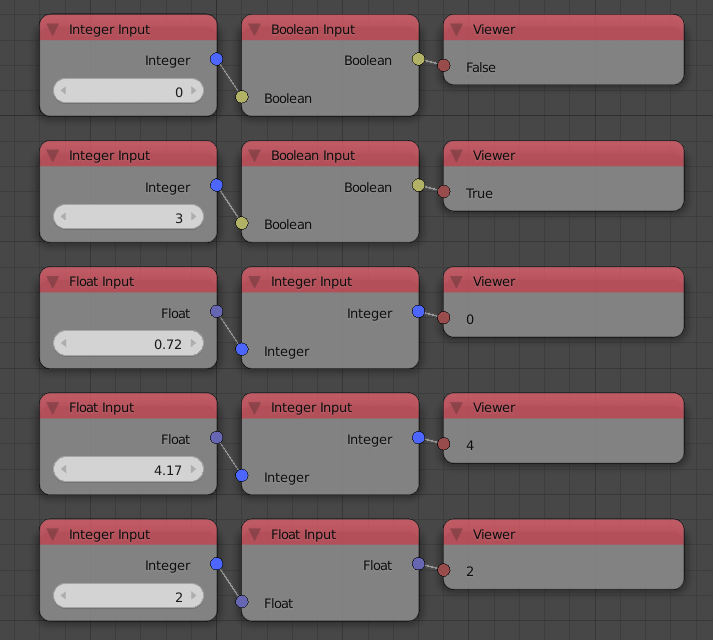 Integer Input Boolean Input Viewer
Integer Boolean False
0 Boolean
Integer Input Boolean Input Viewer
Integer Boolean True
3 Boolean
Float Input Integer Input Viewer
Float Integer 0
0.72 Integer
Float Input Integer Input Viewer
Float Integer 4
4.17 Integer
Integer Input Float Input Viewer
Integer Float 2
2 Float